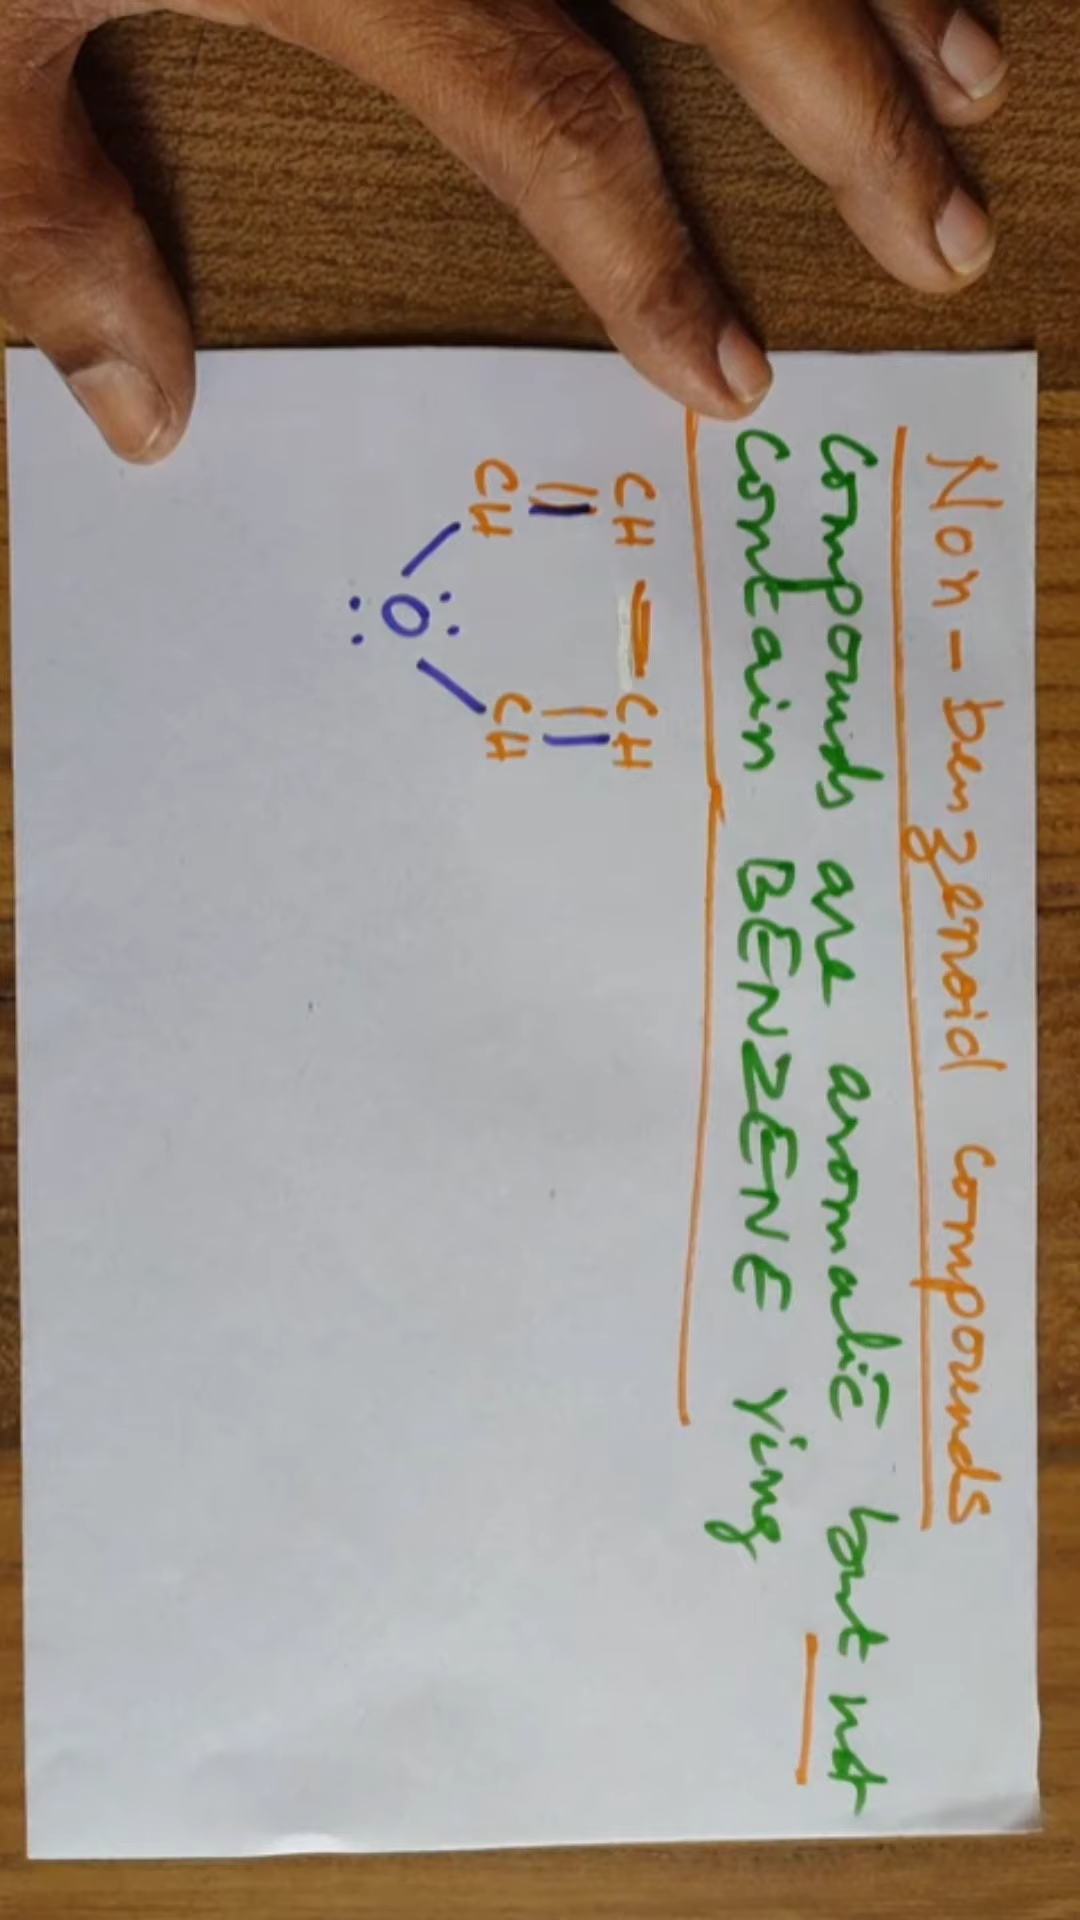 Non-benzenoid compounds
Compounds are aromatic but not
contain BENZENE ring
CH — CH
|| ||
CH CH
:O: